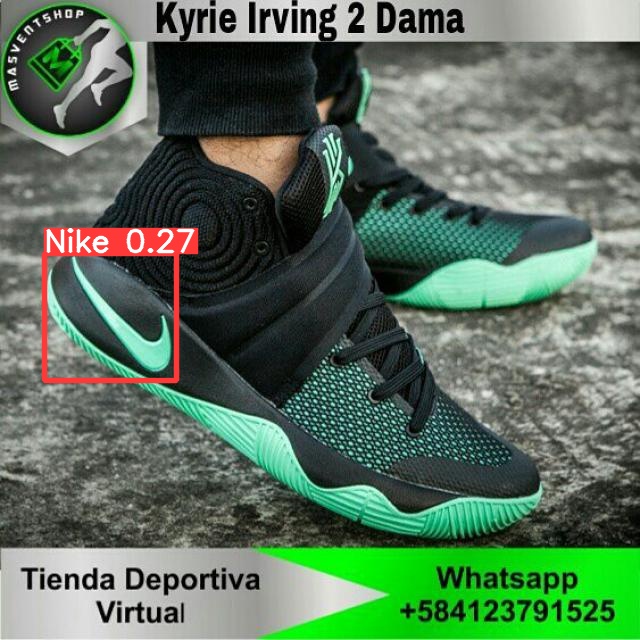 Kyrie Irving 2 Dama
MASVENTSHOP
M
Nike 0.27
Tienda Deportiva
Virtual
Whatsapp
+584123791525